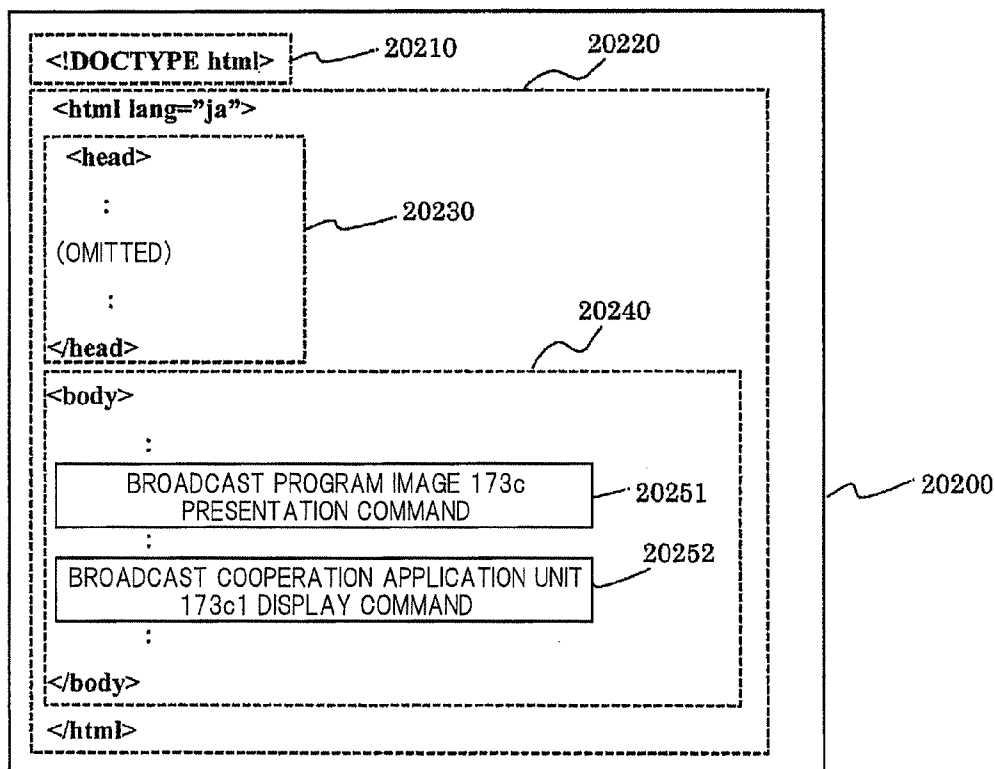 <!DOCTYPE html>
20210
20220
<html lang=”ja”>
<head>
:
(OMITTED)
:
</head>
20230
20240
<body>
:
BROADCAST PROGRAM IMAGE 173c
PRESENTATION COMMAND
20251
:
20252
BROADCAST COOPERATION APPLICATION UNIT
173c1 DISPLAY COMMAND
:
</body>
</html>
20200